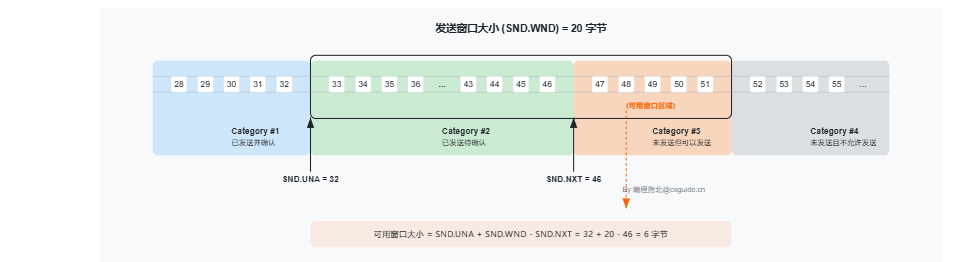 发送窗口大小 (SND.WND) = 20 字节
28 29 30 31 32 33 34 35 36 ... 43 44 45 46 47 48 49 50 51 52 53 54 55 ...
(可用窗口区域)
Category #1 Category #2 Category #3 Category #4
已发送并确认 已发送待确认 未发送但可以发送 未发送且不允许发送
SND.UNA = 32 SND.NXT = 46
By 编程指北@csguide.cn
可用窗口大小 = SND.UNA + SND.WND - SND.NXT = 32 + 20 - 46 = 6 字节